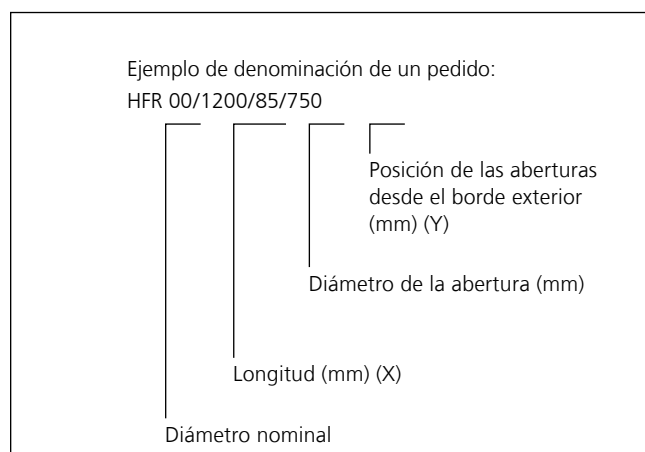 Ejemplo de denominación de un pedido:
HFR 00/1200/85/750
Posición de las aberturas
desde el borde exterior
(mm) (Y)
Diámetro de la abertura (mm)
Longitud (mm) (X)
Diámetro nominal